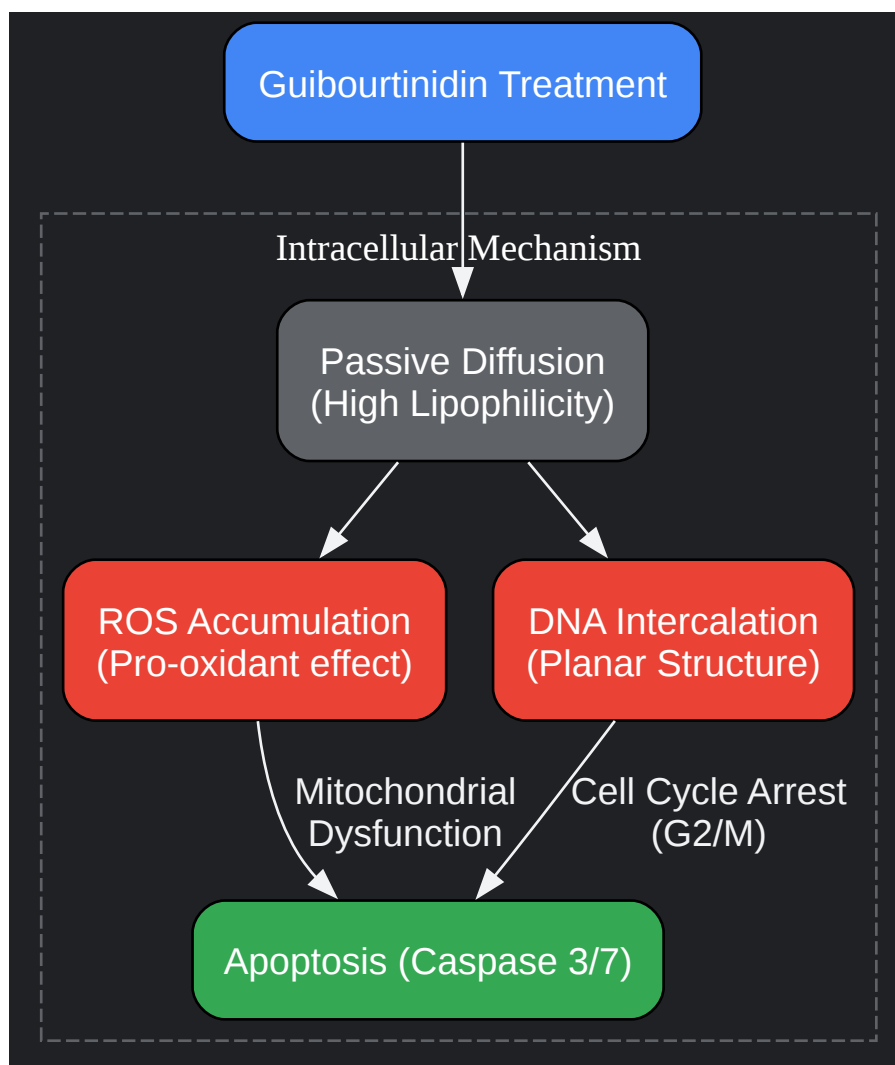 Guibourtinidin Treatment
Intracellular Mechanism
Passive Diffusion
(High Lipophilicity)
ROS Accumulation
(Pro-oxidant effect)
DNA Intercalation
(Planar Structure)
Mitochondrial
Dysfunction
Cell Cycle Arrest
(G2/M)
Apoptosis (Caspase 3/7)